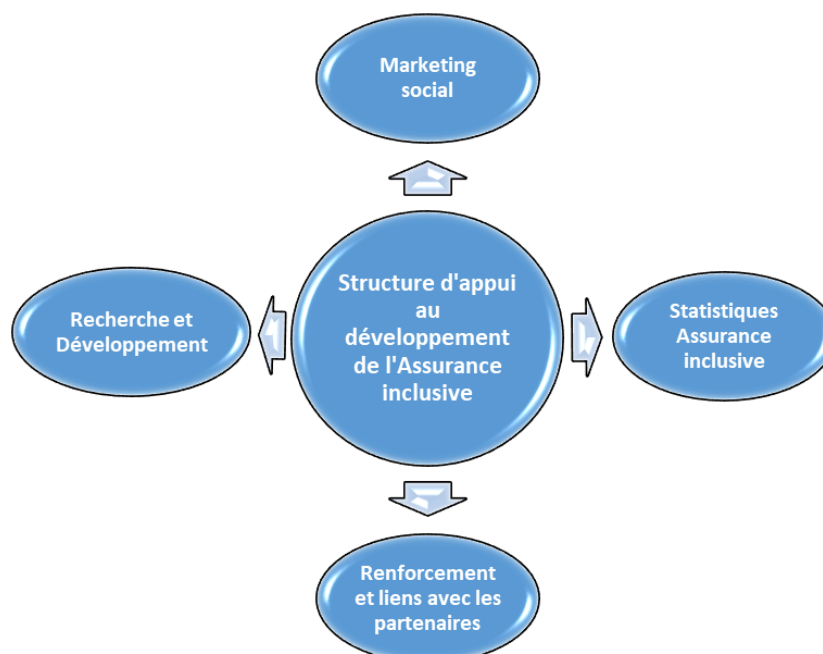 Marketing
social
Structure d'appui
au
développement
de l'Assurance
inclusive
Recherche et
Développement
Statistiques
Assurance
inclusive
Renforcement
et liens avec les
partenaires